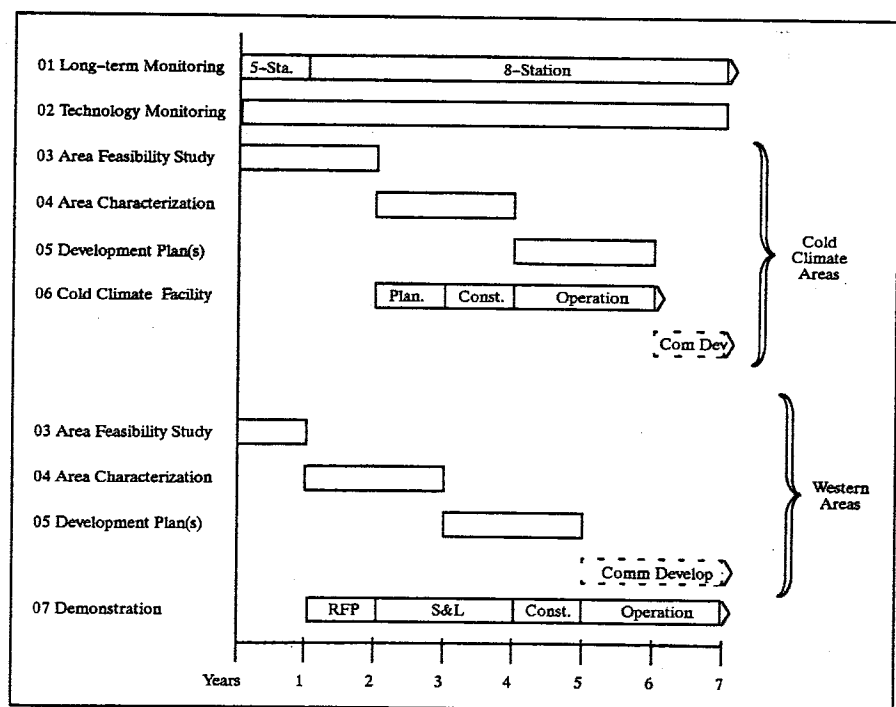 01 Long-term Monitoring 5-Sta. 8-Station
02 Technology Monitoring
03 Area Feasibility Study
04 Area Characterization
05 Development Plan(s)
06 Cold Climate Facility Plan. Const. Operation
Com Dev
Cold
Climate
Areas
03 Area Feasibility Study
04 Area Characterization
05 Development Plan(s)
Comm Develop
Western
Areas
07 Demonstration RFP S&L Const. Operation
Years 1 2 3 4 5 6 7